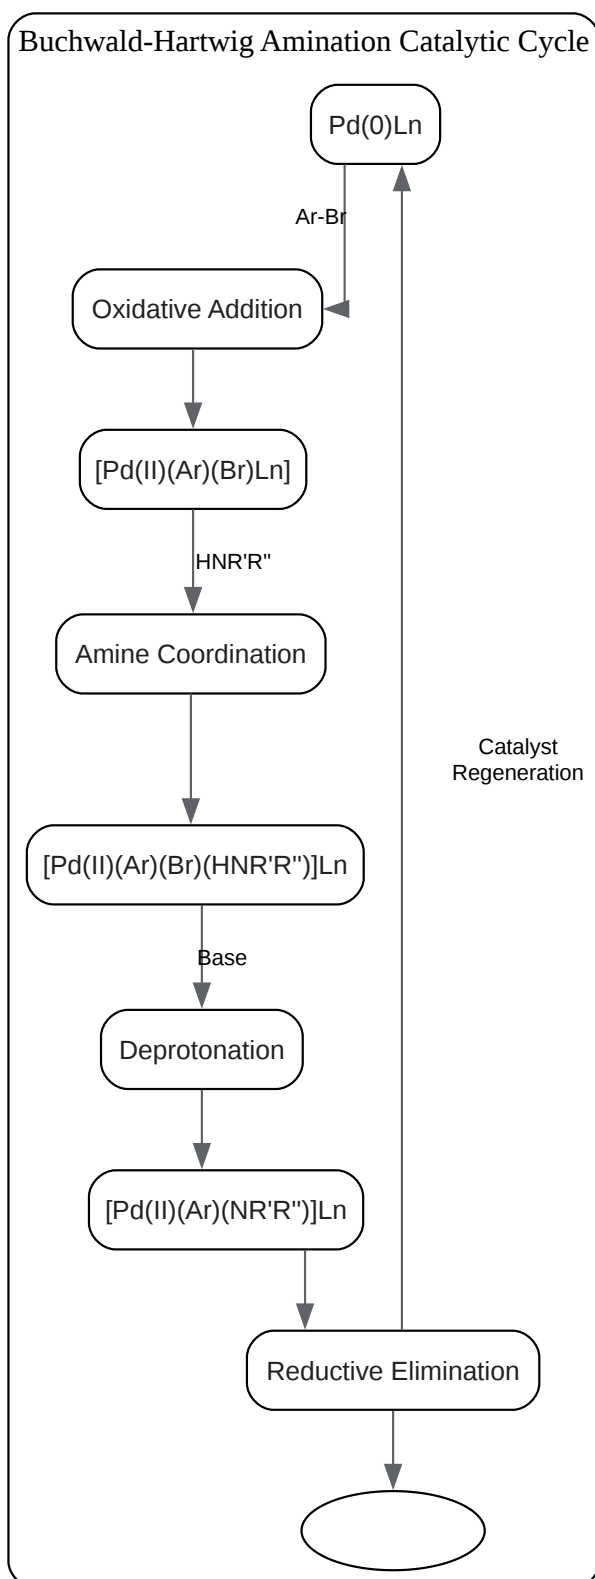 Buchwald-Hartwig Amination Catalytic Cycle
Pd(0)Ln
Ar-Br
Oxidative Addition
[Pd(II)(Ar)(Br)Ln]
HNR'R"
Amine Coordination
Catalyst
Regeneration
[Pd(II)(Ar)(Br)(HNR'R")]Ln
Base
Deprotonation
[Pd(II)(Ar)(NR'R")]Ln
Reductive Elimination